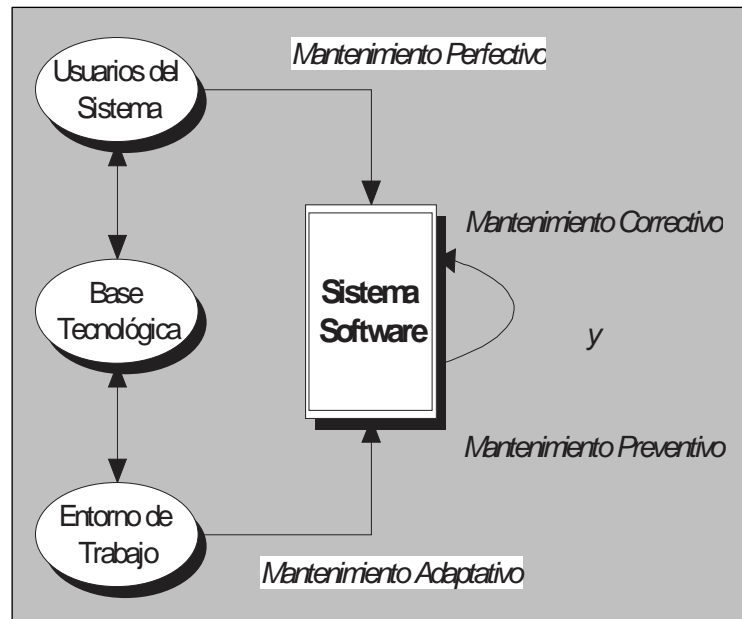 Usuarios del
Sistema
Mantenimiento Perfectivo
Mantenimiento Correctivo
Base
Tecnológica
Sistema
Software
y
Mantenimiento Preventivo
Entorno de
Trabajo
Mantenimiento Adaptativo